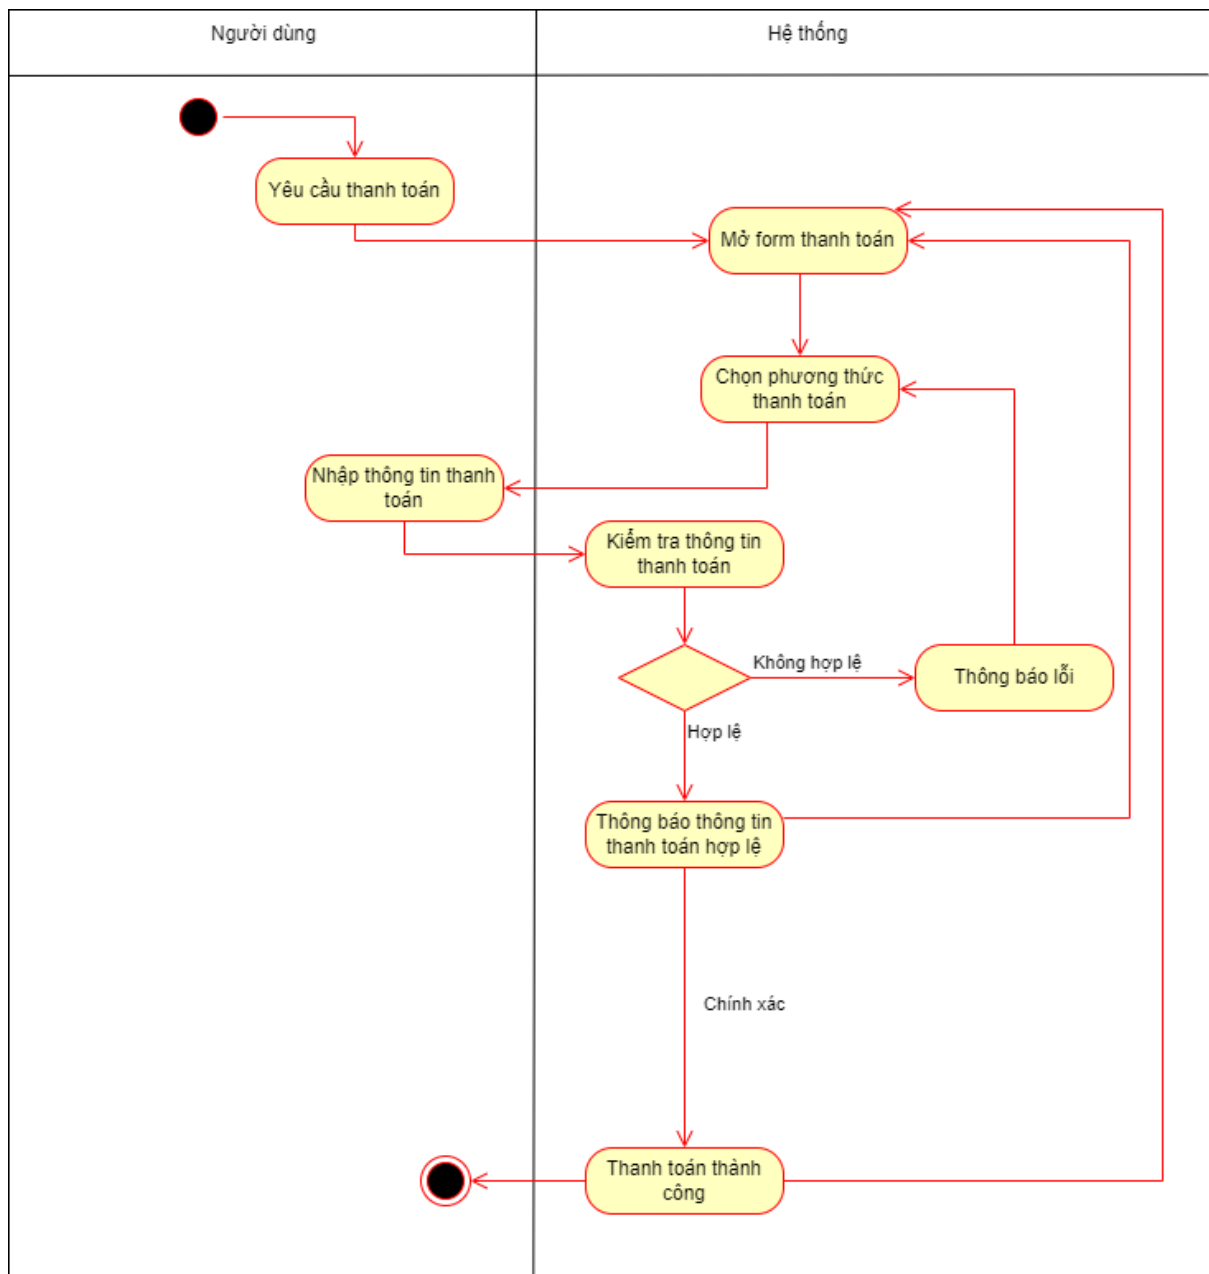 Người dùng
Hệ thống
Yêu cầu thanh toán
Mở form thanh toán
Chọn phương thức
thanh toán
Nhập thông tin thanh
toán
Kiểm tra thông tin
thanh toán
Không hợp lệ
Thông báo lỗi
Hợp lệ
Thông báo thông tin
thanh toán hợp lệ
Chính xác
Thanh toán thành
công